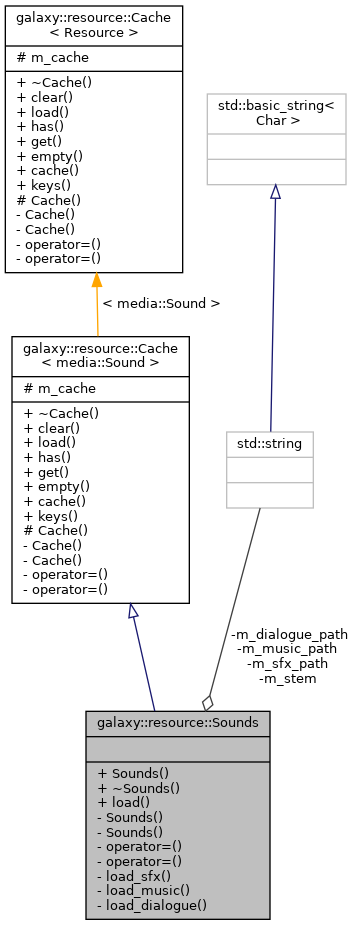 galaxy::resource::Cache
< Resource >
# m_cache
+ ~Cache()
+ clear()
+ load()
+ has()
+ get()
+ empty()
+ cache()
+ keys()
# Cache()
- Cache()
- Cache()
- operator=()
- operator=()
std::basic_string<
Char >
< media::Sound >
galaxy::resource::Cache
< media::Sound >
# m_cache
+ ~Cache()
+ clear()
+ load()
+ has()
+ get()
+ empty()
+ cache()
+ keys()
# Cache()
- Cache()
- Cache()
- operator=()
- operator=()
std::string
-m_dialogue_path
-m_music_path
-m_sfx_path
-m_stem
galaxy::resource::Sounds
+ Sounds()
+ ~Sounds()
+ load()
- Sounds()
- Sounds()
- operator=()
- operator=()
- load_sfx()
- load_music()
- load_dialogue()